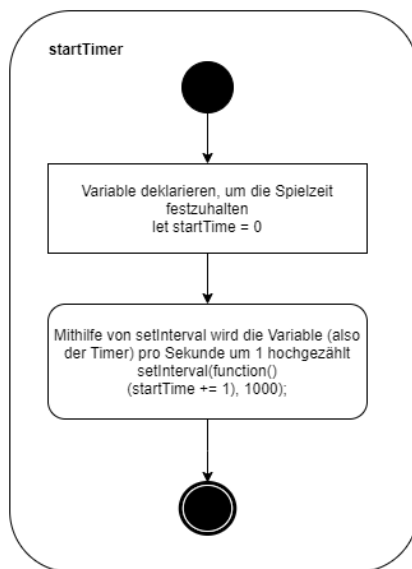 startTimer
Variable deklarieren, um die Spielzeit
festzuhalten
let startTime = 0
Mithilfe von setInterval wird die Variable (also
der Timer) pro Sekunde um 1 hochgezählt
setInterval(function()
(startTime += 1), 1000);